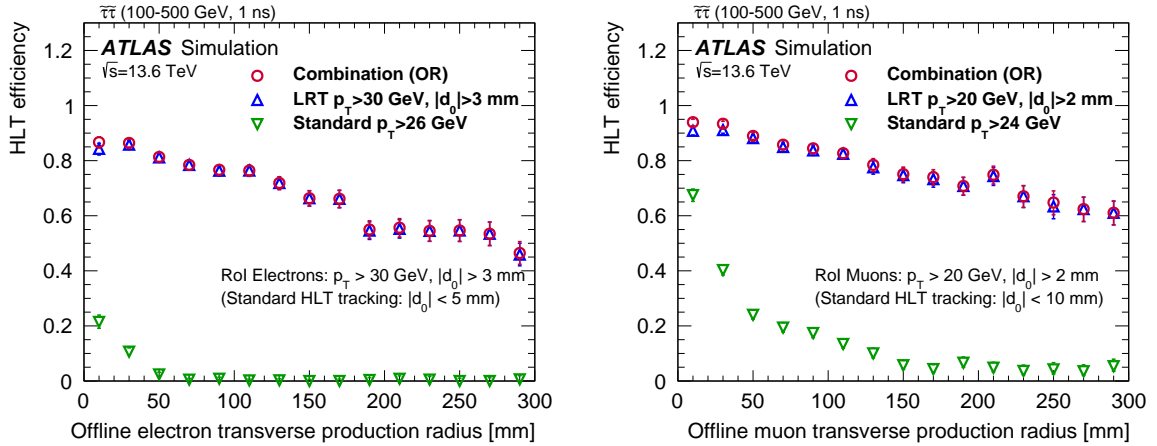 τ̃τ̃ (100-500 GeV, 1 ns)
ATLAS Simulation
√s=13.6 TeV
Combination (OR)
LRT p_T>30 GeV, |d_0|>3 mm
Standard p_T>26 GeV
RoI Electrons: p_T > 30 GeV, |d_0| > 3 mm
(Standard HLT tracking: |d_0| < 5 mm)
HLT efficiency
1.2
1
0.8
0.6
0.4
0.2
0
0 50 100 150 200 250 300
Offline electron transverse production radius [mm]
τ̃τ̃ (100-500 GeV, 1 ns)
ATLAS Simulation
√s=13.6 TeV
Combination (OR)
LRT p_T>20 GeV, |d_0|>2 mm
Standard p_T>24 GeV
RoI Muons: p_T > 20 GeV, |d_0| > 2 mm
(Standard HLT tracking: |d_0| < 10 mm)
HLT efficiency
1.2
1
0.8
0.6
0.4
0.2
0
0 50 100 150 200 250 300
Offline muon transverse production radius [mm]